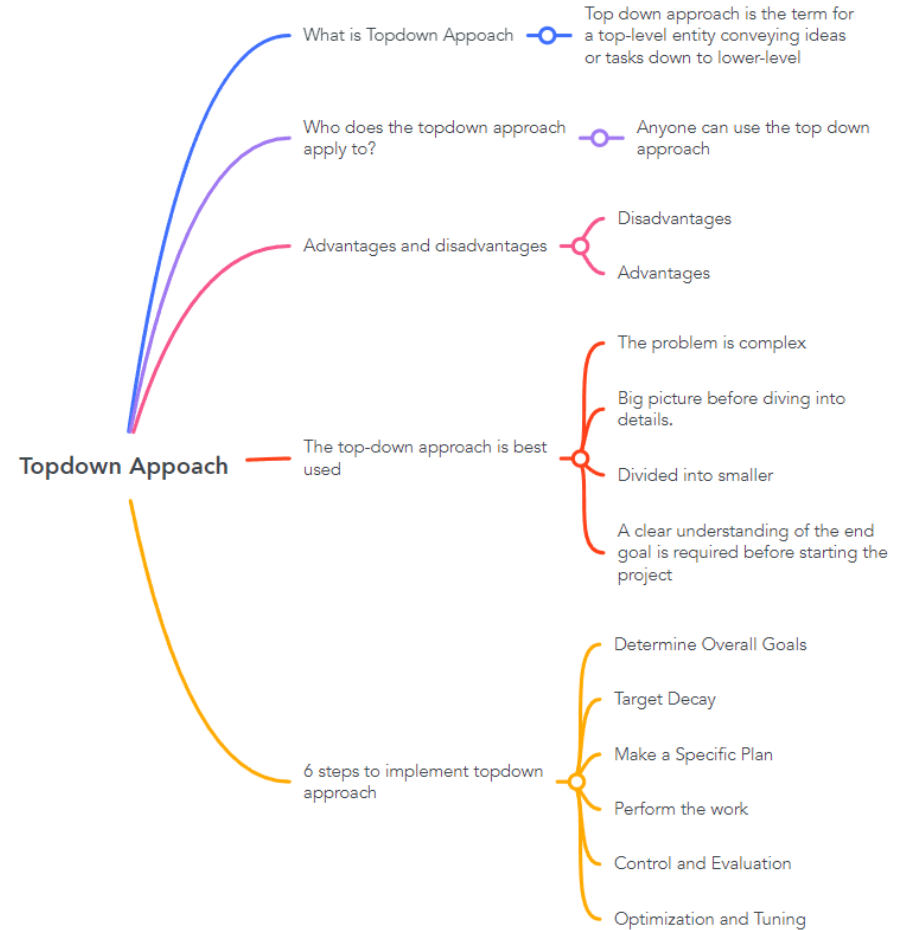 What is Topdown Appoach
Top down approach is the term for
a top-level entity conveying ideas
or tasks down to lower-level
Who does the topdown approach
apply to?
Anyone can use the top down
approach
Advantages and disadvantages
Disadvantages
Advantages
Topdown Appoach
The top-down approach is best
used
The problem is complex
Big picture before diving into
details.
Divided into smaller
A clear understanding of the end
goal is required before starting the
project
6 steps to implement topdown
approach
Determine Overall Goals
Target Decay
Make a Specific Plan
Perform the work
Control and Evaluation
Optimization and Tuning